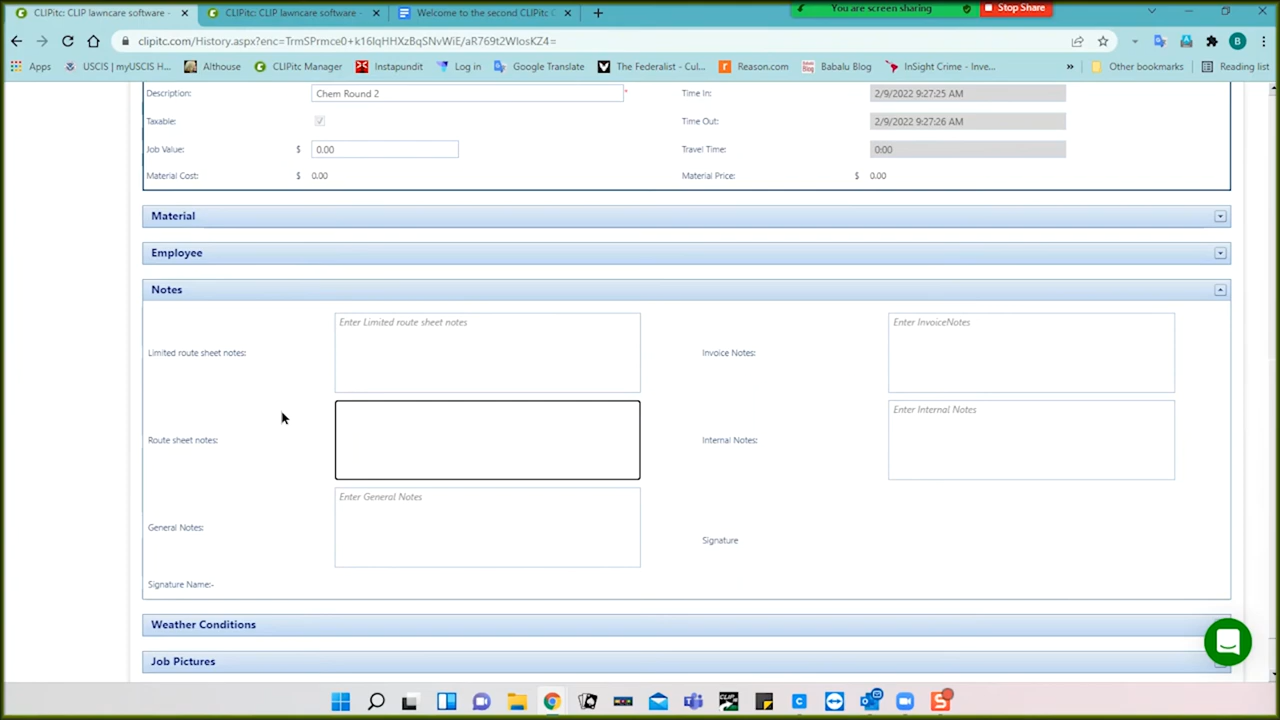 CLIPitc: CLIP lawncare software -
CLIPitc: CLIP lawncare software -
Welcome to the second CLIPitc C
You are screen sharing
Stop Share
clipitc.com/History.aspx?enc=TrmSPrmce0+k16IqHHXzBqSNvWiE/aR769t2WIosKZ4=
B
Apps
USCIS | myUSCIS H...
Althouse
CLIPitc Manager
Instapundit
Log in
Google Translate
The Federalist - Cul...
Reason.com
Babalu Blog
InSight Crime - Inve...
»
Other bookmarks
Reading list
Description:
Chem Round 2
*
Time In:
2/9/2022 9:27:25 AM
Taxable:
Time Out:
2/9/2022 9:27:26 AM
Job Value:
$
0.00
Travel Time:
0:00
Material Cost:
$
0.00
Material Price:
$
0.00
Material
Employee
Notes
Limited route sheet notes:
Enter Limited route sheet notes
Invoice Notes:
Enter InvoiceNotes
Route sheet notes:
Internal Notes:
Enter Internal Notes
General Notes:
Enter General Notes
Signature
Signature Name:-
Weather Conditions
Job Pictures